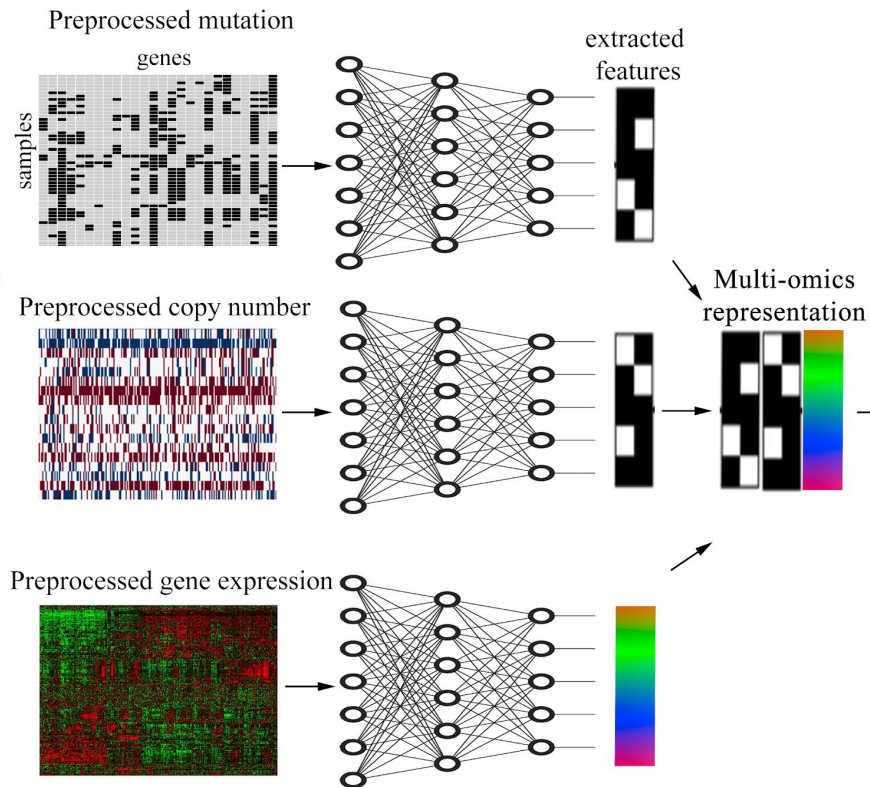 Preprocessed mutation
genes
samples
extracted
features
Preprocessed copy number
Multi-omics
representation
Preprocessed gene expression